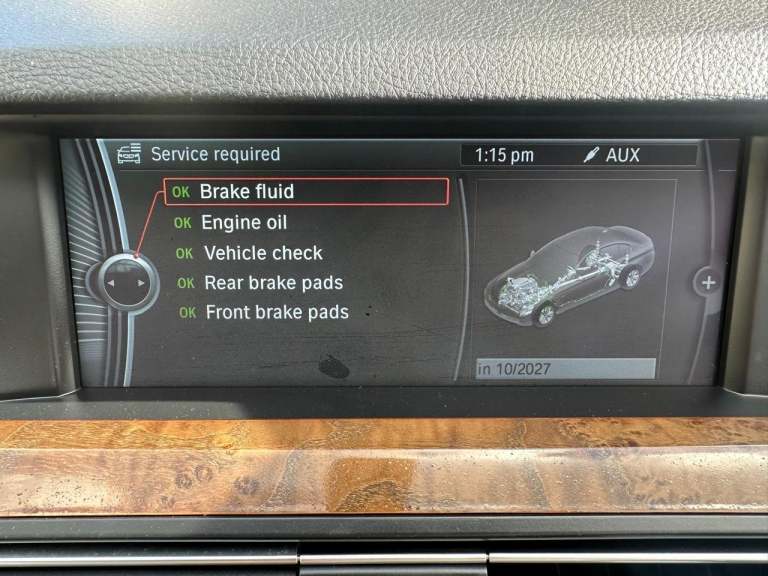 Service required
1:15 pm
AUX
OK Brake fluid
OK Engine oil
OK Vehicle check
OK Rear brake pads
OK Front brake pads
in 10/2027